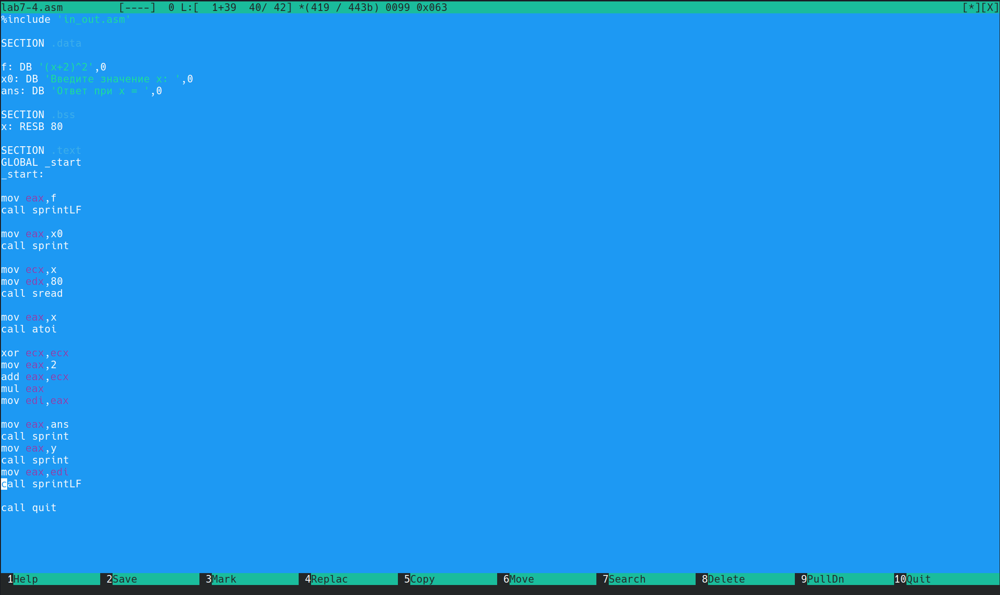 lab7-4.asm         [----]  0 L:[  1+39  40/ 42] *(419 / 443b) 0099 0x063                                                                                   [*][X]
%include 'in_out.asm'

SECTION .data

f: DB '(x+2)^2',0
x0: DB 'Введите значение x: ',0
ans: DB 'Ответ при x = ',0

SECTION .bss
x: RESB 80

SECTION .text
GLOBAL _start
_start:

mov eax,f
call sprintLF

mov eax,x0
call sprint

mov ecx,x
mov edx,80
call sread

mov eax,x
call atoi

xor ecx,ecx
mov eax,2
add eax,ecx
mul eax
mov edi,eax

mov eax,ans
call sprint
mov eax,y
call sprint
mov eax,edi
call sprintLF

call quit

1Help 2Save 3Mark 4Replac 5Copy 6Move 7Search 8Delete 9PullDn 10Quit